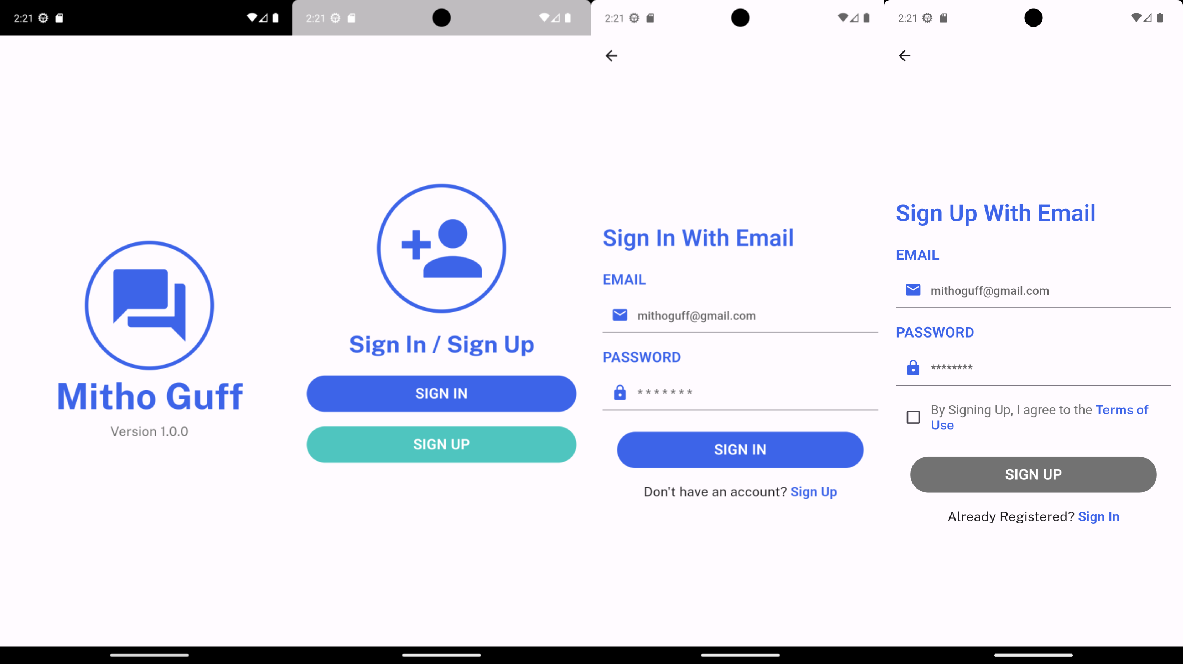 2:21
Mitho Guff
Version 1.0.0
2:21
Sign In / Sign Up
SIGN IN
SIGN UP
2:21
Sign In With Email
EMAIL
mithoguff@gmail.com
PASSWORD
*******
SIGN IN
Don't have an account? Sign Up
2:21
Sign Up With Email
EMAIL
mithoguff@gmail.com
PASSWORD
********
By Signing Up, I agree to the Terms of
Use
SIGN UP
Already Registered? Sign In